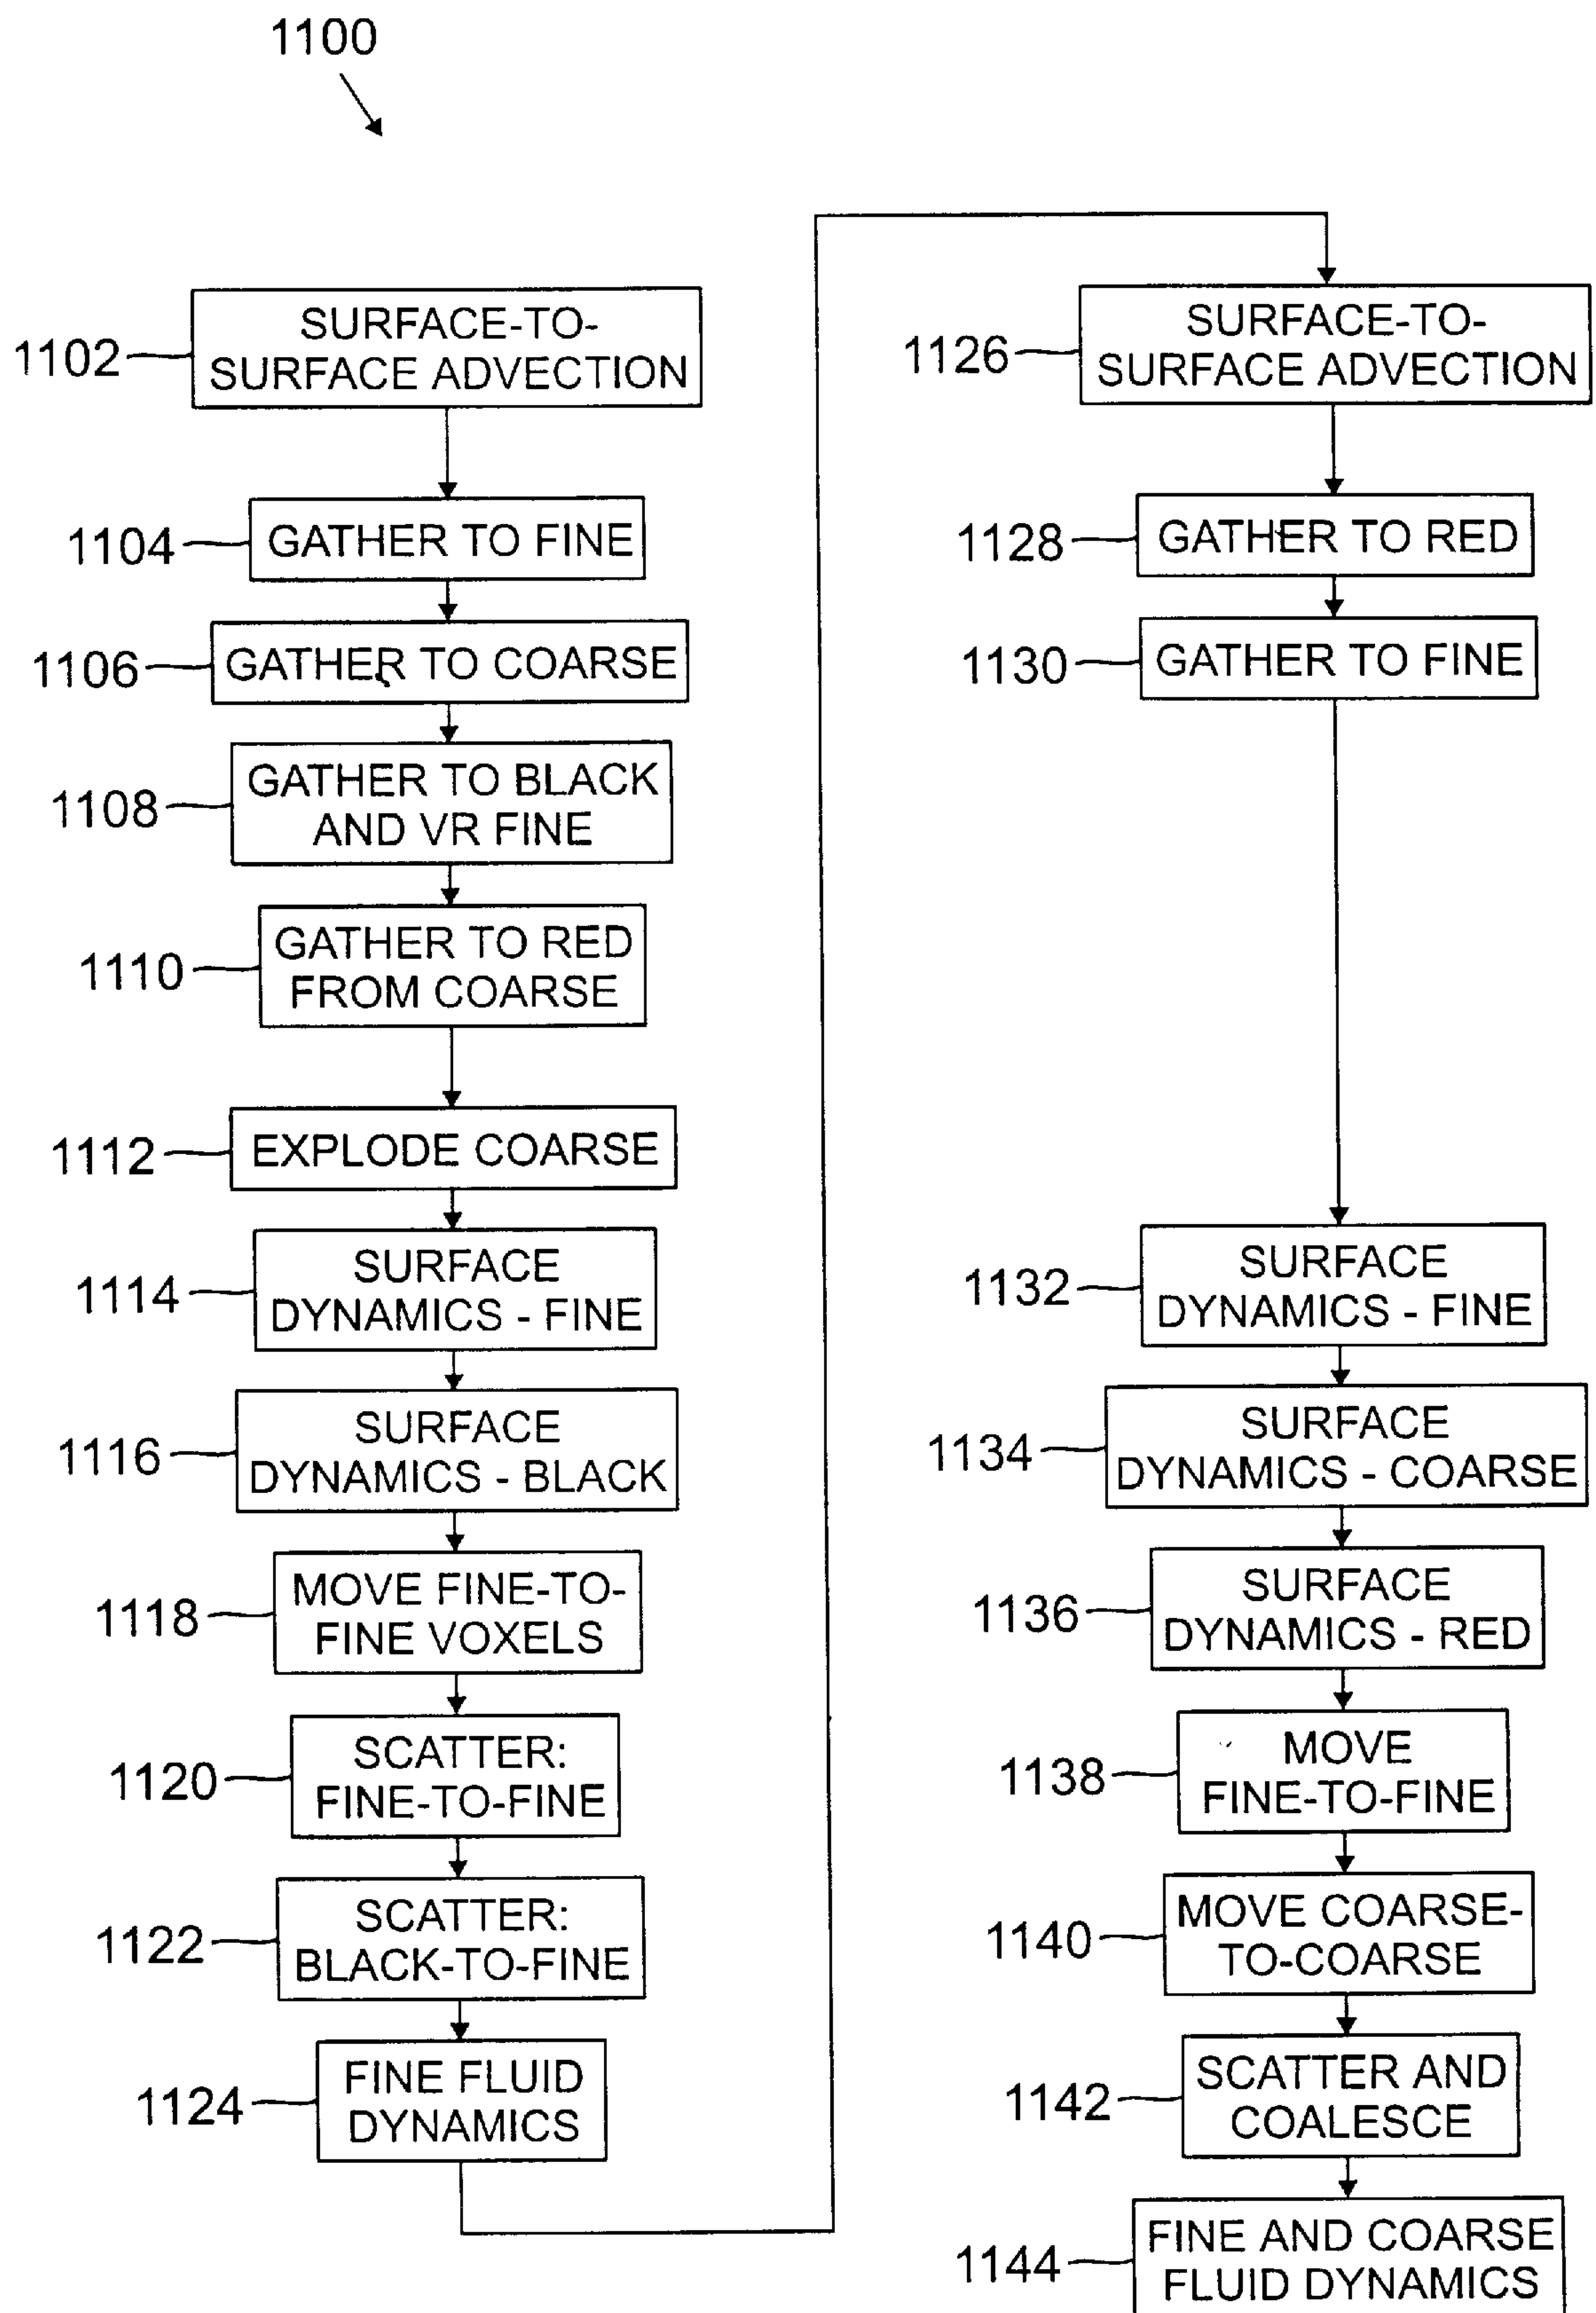 1100
1102
SURFACE-TO-
SURFACE ADVECTION
1104
GATHER TO FINE
1106
GATHER TO COARSE
1108
GATHER TO BLACK
AND VR FINE
1110
GATHER TO RED
FROM COARSE
1112
EXPLODE COARSE
1114
SURFACE
DYNAMICS - FINE
1116
SURFACE
DYNAMICS - BLACK
1118
MOVE FINE-TO-
FINE VOXELS
1120
SCATTER:
FINE-TO-FINE
1122
SCATTER:
BLACK-TO-FINE
1124
FINE FLUID
DYNAMICS
1126
SURFACE-TO-
SURFACE ADVECTION
1128
GATHER TO RED
1130
GATHER TO FINE
1132
SURFACE
DYNAMICS - FINE
1134
SURFACE
DYNAMICS - COARSE
1136
SURFACE
DYNAMICS - RED
1138
MOVE
FINE-TO-FINE
1140
MOVE COARSE-
TO-COARSE
1142
SCATTER AND
COALESCE
1144
FINE AND COARSE
FLUID DYNAMICS